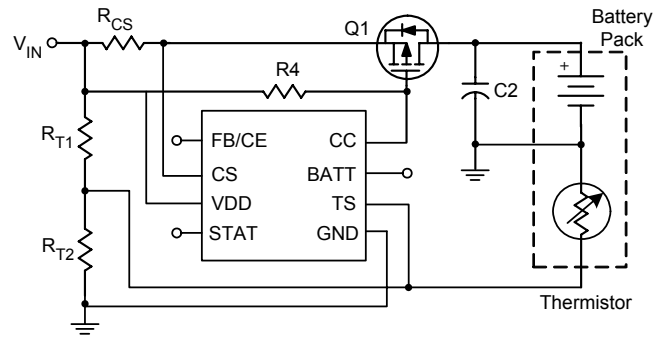 R_CS
Q1
Battery
Pack
V_IN
R4
C2
+
R_T1
FB/CE
CC
CS
BATT
VDD
TS
STAT
GND
R_T2
Thermistor